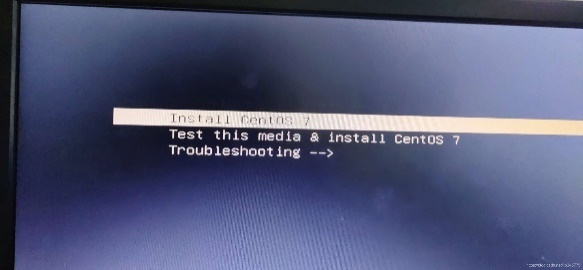 Install CentOS 7
Test this media & install CentOS 7
Troubleshooting -->